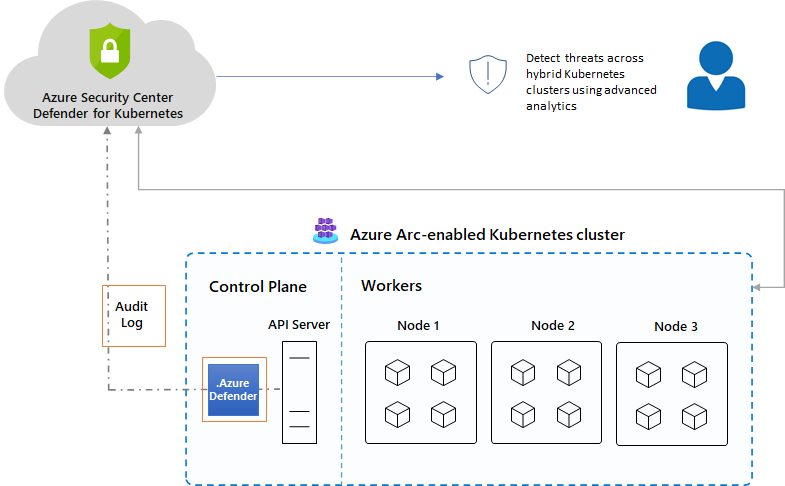 Azure Security Center
Defender for Kubernetes
Detect threats across
hybrid Kubernetes
clusters using advanced
analytics
Azure Arc-enabled Kubernetes cluster
Control Plane
Workers
Audit
Log
API Server
Node 1
Node 2
Node 3
.Azure
Defender